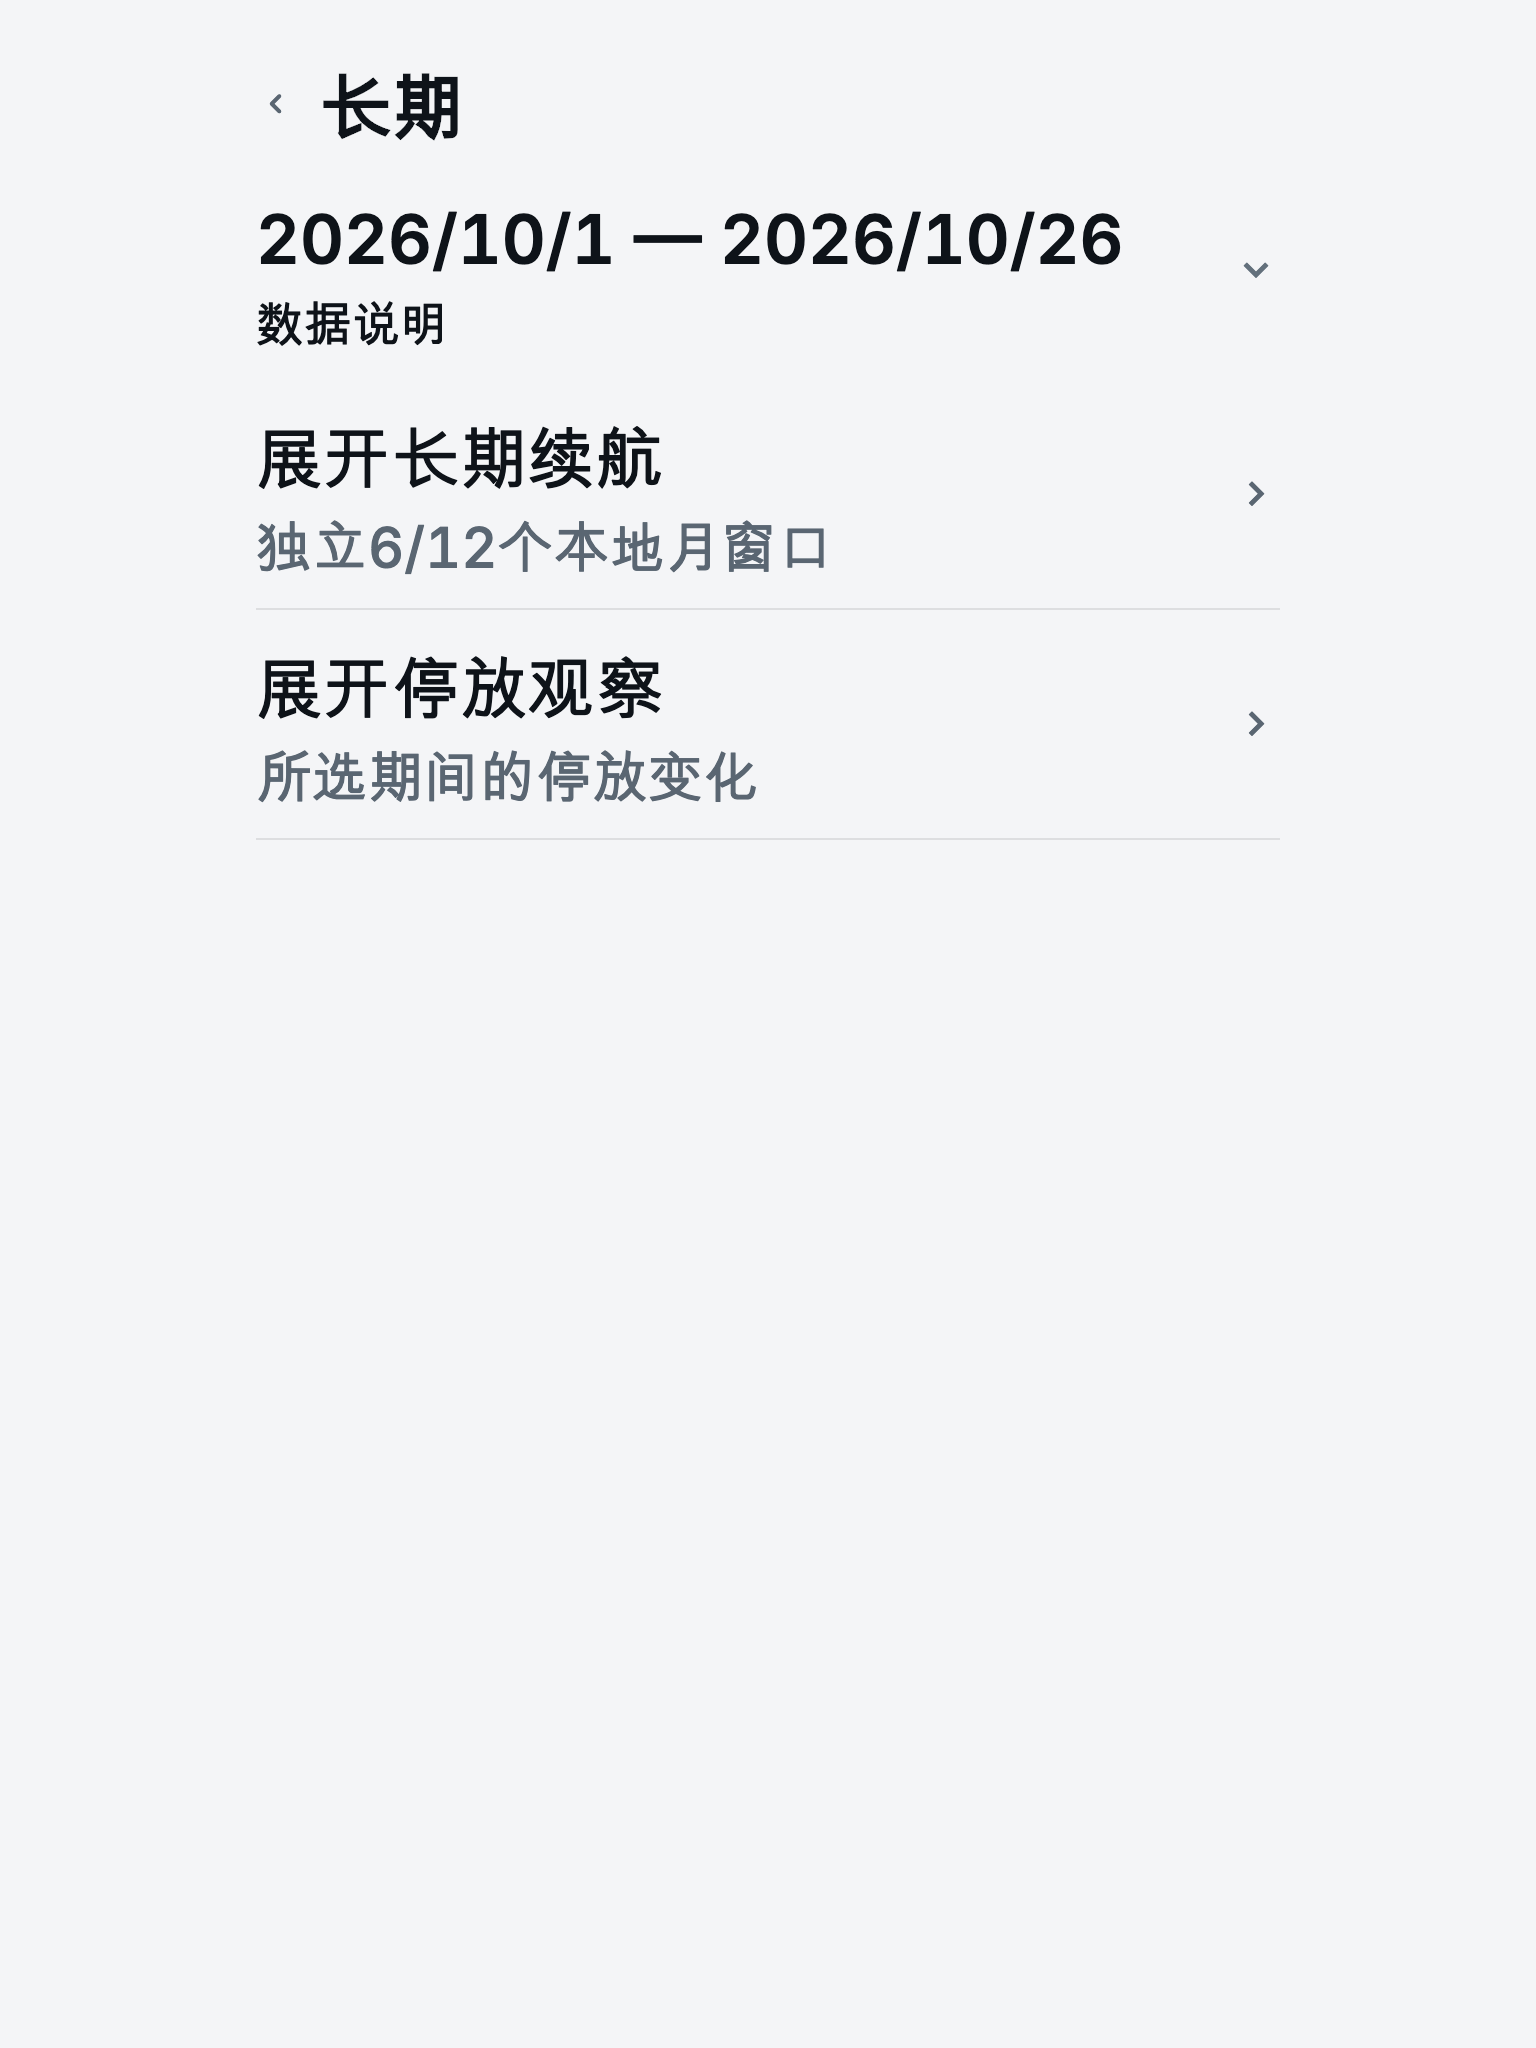 长期
2026/10/1 — 2026/10/26
数据说明
展开长期续航
独立6/12个本地月窗口
展开停放观察
所选期间的停放变化